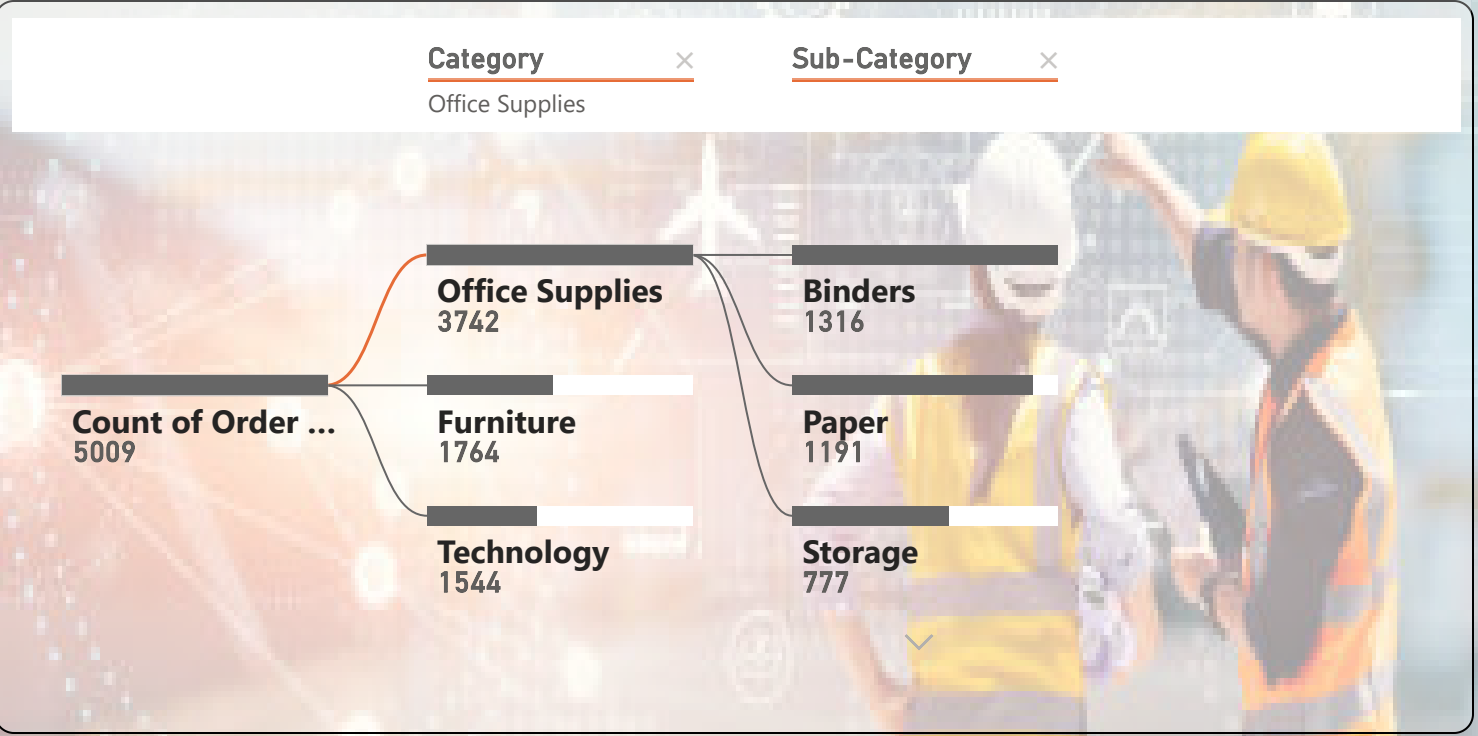 Category
Sub-Category
Office Supplies
Count of Order ...
5009
Office Supplies
3742
Furniture
1764
Technology
1544
Binders
1316
Paper
1191
Storage
777